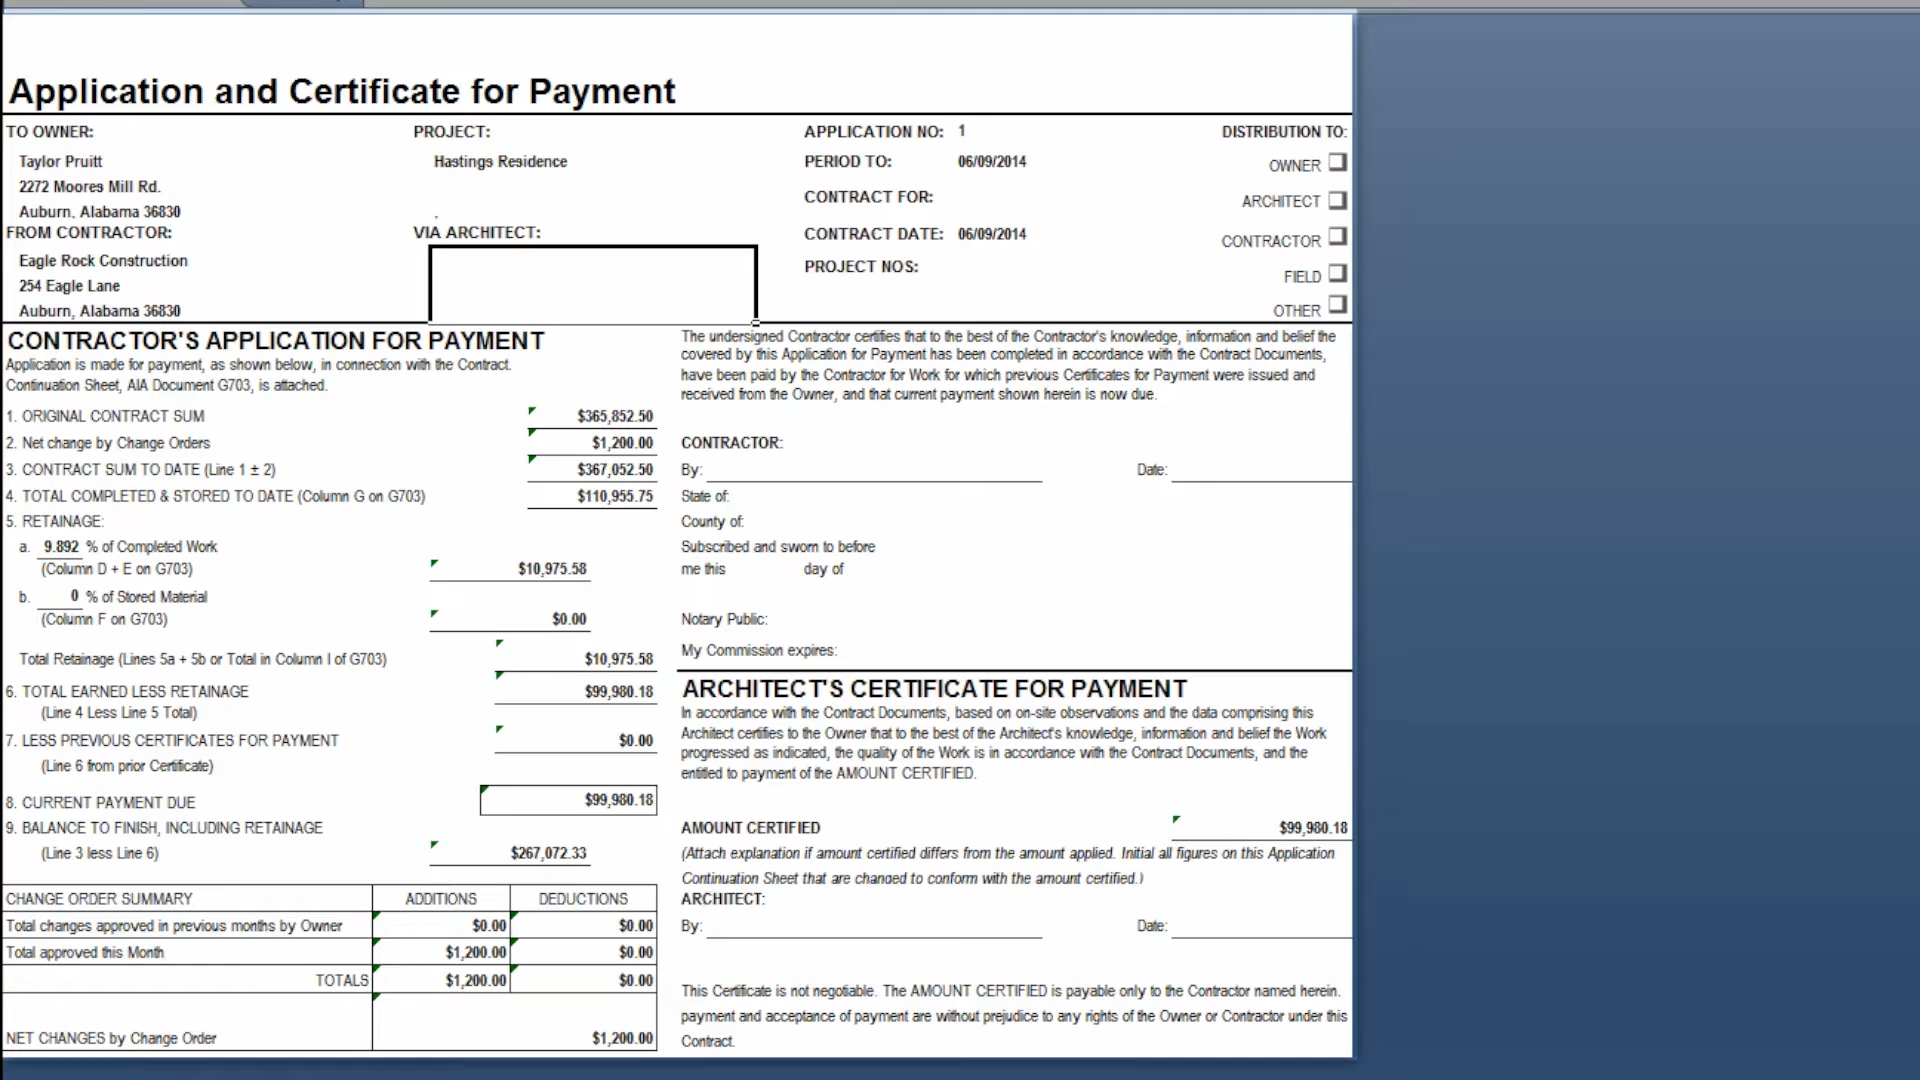 Application and Certificate for Payment
TO OWNER:
Taylor Pruitt
2272 Moores Mill Rd.
Auburn, Alabama 36830
FROM CONTRACTOR:
Eagle Rock Construction
254 Eagle Lane
Auburn, Alabama 36830
PROJECT:
Hastings Residence
VIA ARCHITECT:
APPLICATION NO: 1
PERIOD TO: 06/09/2014
CONTRACT FOR:
CONTRACT DATE: 06/09/2014
PROJECT NOS:
DISTRIBUTION TO:
OWNER
ARCHITECT
CONTRACTOR
FIELD
OTHER
CONTRACTOR'S APPLICATION FOR PAYMENT
Application is made for payment, as shown below, in connection with the Contract.
Continuation Sheet, AIA Document G703, is attached.
1. ORIGINAL CONTRACT SUM $365,852.50
2. Net change by Change Orders $1,200.00
3. CONTRACT SUM TO DATE (Line 1 ± 2) $367,052.50
4. TOTAL COMPLETED & STORED TO DATE (Column G on G703) $110,955.75
5. RETAINAGE:
a. 9.892 % of Completed Work
(Column D + E on G703) $10,975.58
b. 0 % of Stored Material
(Column F on G703) $0.00
Total Retainage (Lines 5a + 5b or Total in Column I of G703) $10,975.58
6. TOTAL EARNED LESS RETAINAGE $99,980.18
(Line 4 Less Line 5 Total)
7. LESS PREVIOUS CERTIFICATES FOR PAYMENT $0.00
(Line 6 from prior Certificate)
8. CURRENT PAYMENT DUE $99,980.18
9. BALANCE TO FINISH, INCLUDING RETAINAGE
(Line 3 less Line 6) $267,072.33
CHANGE ORDER SUMMARY ADDITIONS DEDUCTIONS
Total changes approved in previous months by Owner $0.00 $0.00
Total approved this Month $1,200.00 $0.00
TOTALS $1,200.00 $0.00
NET CHANGES by Change Order $1,200.00
The undersigned Contractor certifies that to the best of the Contractor's knowledge, information and belief the
covered by this Application for Payment has been completed in accordance with the Contract Documents,
have been paid by the Contractor for Work for which previous Certificates for Payment were issued and
received from the Owner, and that current payment shown herein is now due.
CONTRACTOR:
By: Date:
State of:
County of:
Subscribed and sworn to before
me this day of
Notary Public:
My Commission expires:
ARCHITECT'S CERTIFICATE FOR PAYMENT
In accordance with the Contract Documents, based on on-site observations and the data comprising this
Architect certifies to the Owner that to the best of the Architect's knowledge, information and belief the Work
progressed as indicated, the quality of the Work is in accordance with the Contract Documents, and the
entitled to payment of the AMOUNT CERTIFIED.
AMOUNT CERTIFIED $99,980.18
(Attach explanation if amount certified differs from the amount applied. Initial all figures on this Application
Continuation Sheet that are changed to conform with the amount certified.)
ARCHITECT:
By: Date:
This Certificate is not negotiable. The AMOUNT CERTIFIED is payable only to the Contractor named herein.
payment and acceptance of payment are without prejudice to any rights of the Owner or Contractor under this
Contract.